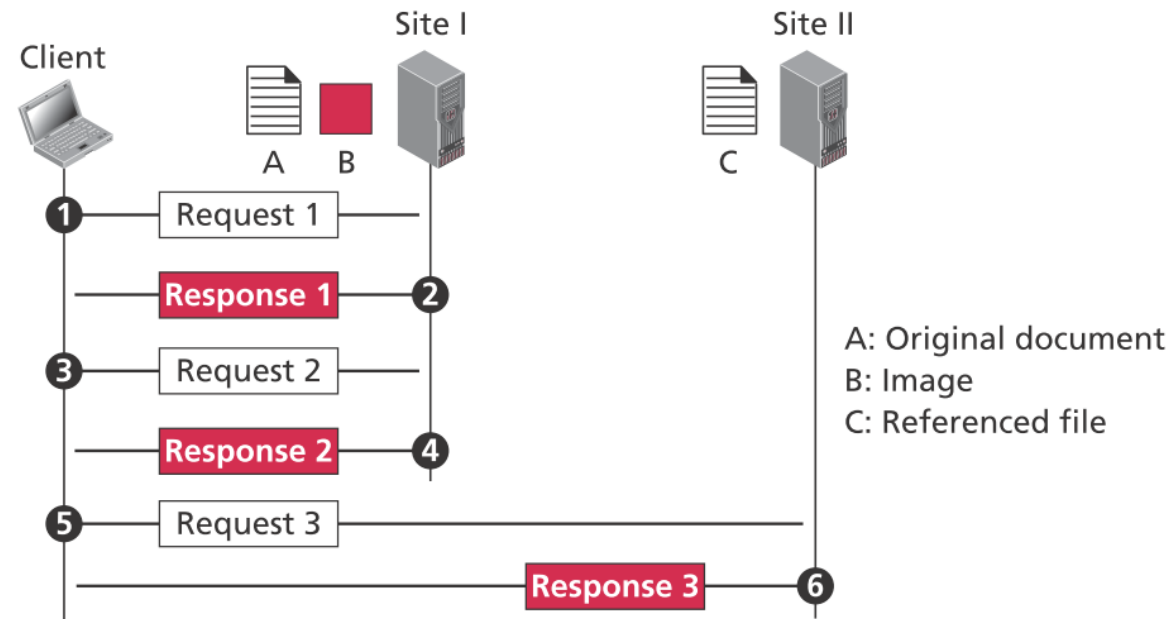 Client
Site I
Site II
A
B
C
1
Request 1
Response 1
2
3
Request 2
Response 2
4
A: Original document
B: Image
C: Referenced file
5
Request 3
Response 3
6